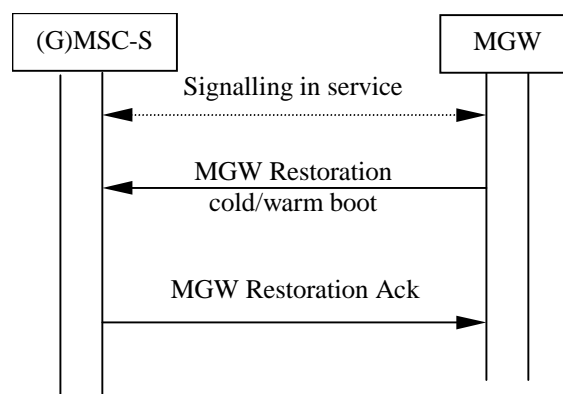 (G)MSC-S
MGW
Signalling in service
MGW Restoration
cold/warm boot
MGW Restoration Ack